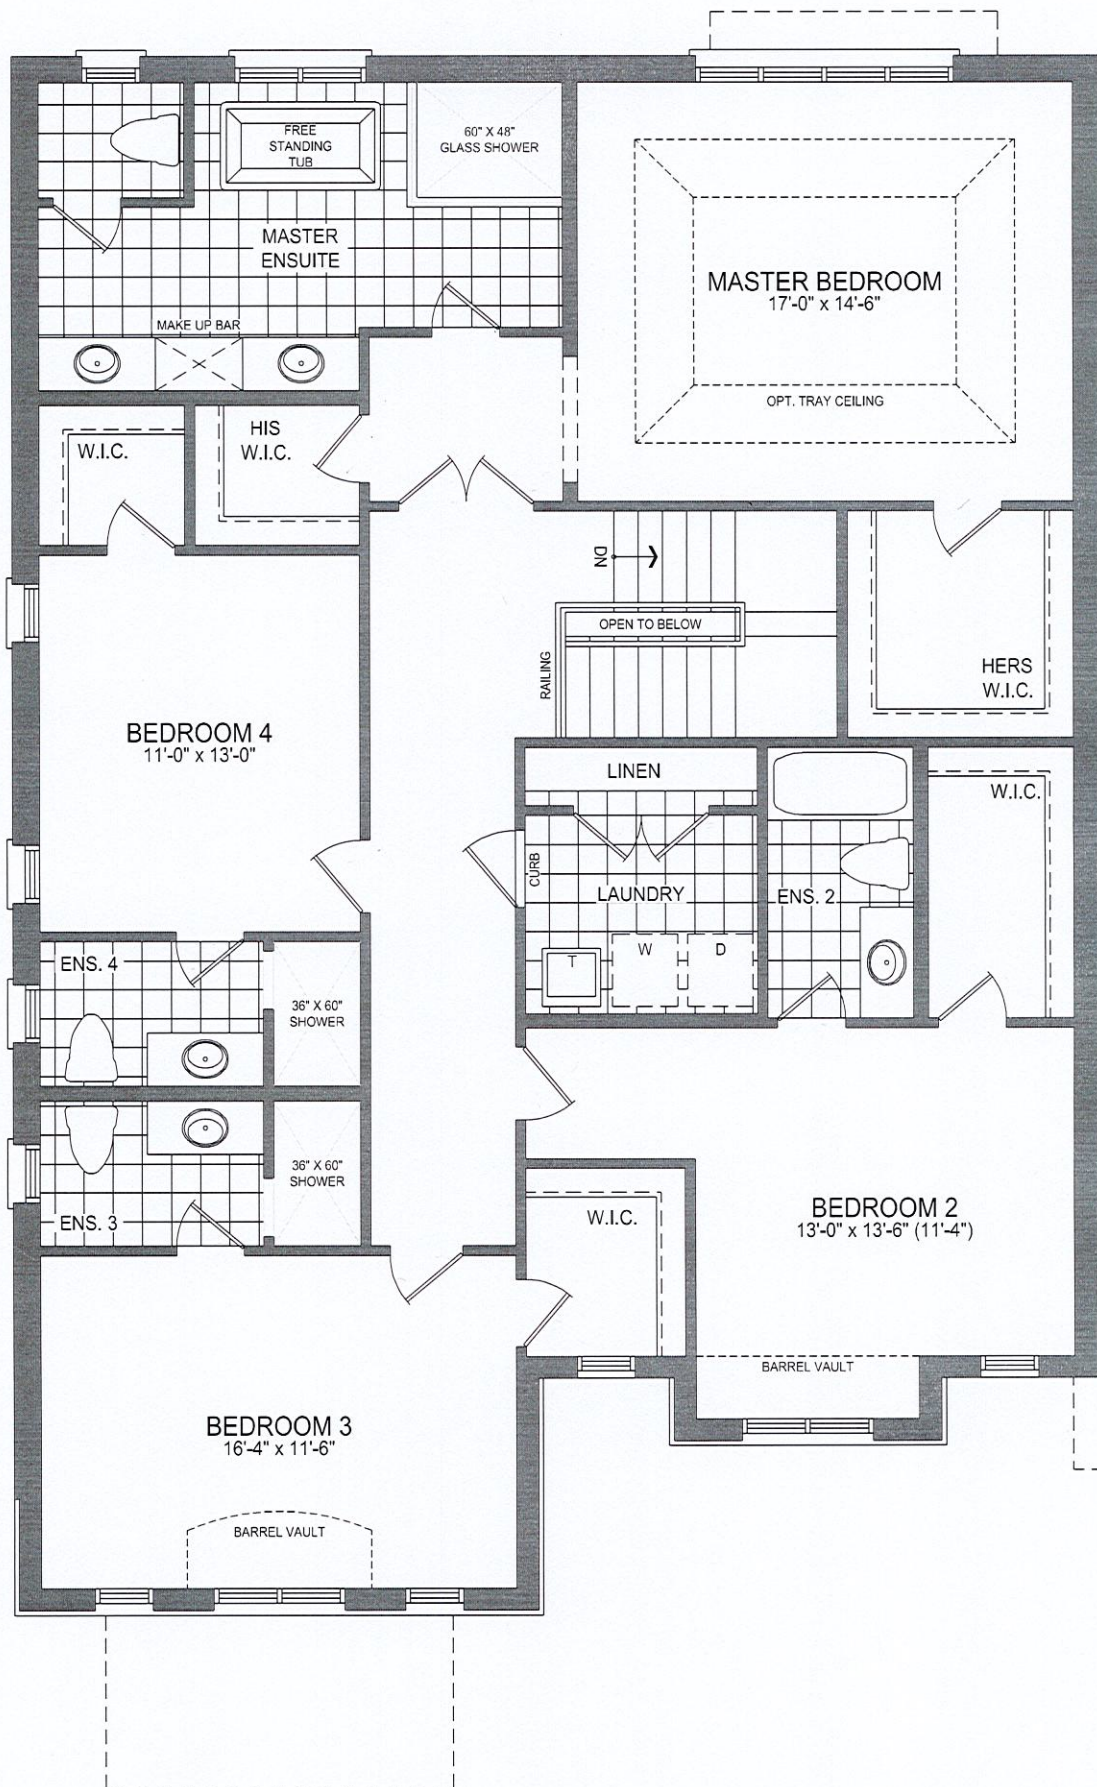 FREE
STANDING
TUB
60" X 48"
GLASS SHOWER
MASTER
ENSUITE
MAKE UP BAR
MASTER BEDROOM
17'-0" x 14'-6"
OPT. TRAY CEILING
W.I.C.
HIS
W.I.C.
DN
OPEN TO BELOW
RAILING
HERS
W.I.C.
BEDROOM 4
11'-0" x 13'-0"
LINEN
W.I.C.
CURB
LAUNDRY
ENS. 2
T
W
D
ENS. 4
36" X 60"
SHOWER
36" X 60"
SHOWER
ENS. 3
W.I.C.
BEDROOM 2
13'-0" x 13'-6" (11'-4")
BARREL VAULT
BEDROOM 3
16'-4" x 11'-6"
BARREL VAULT